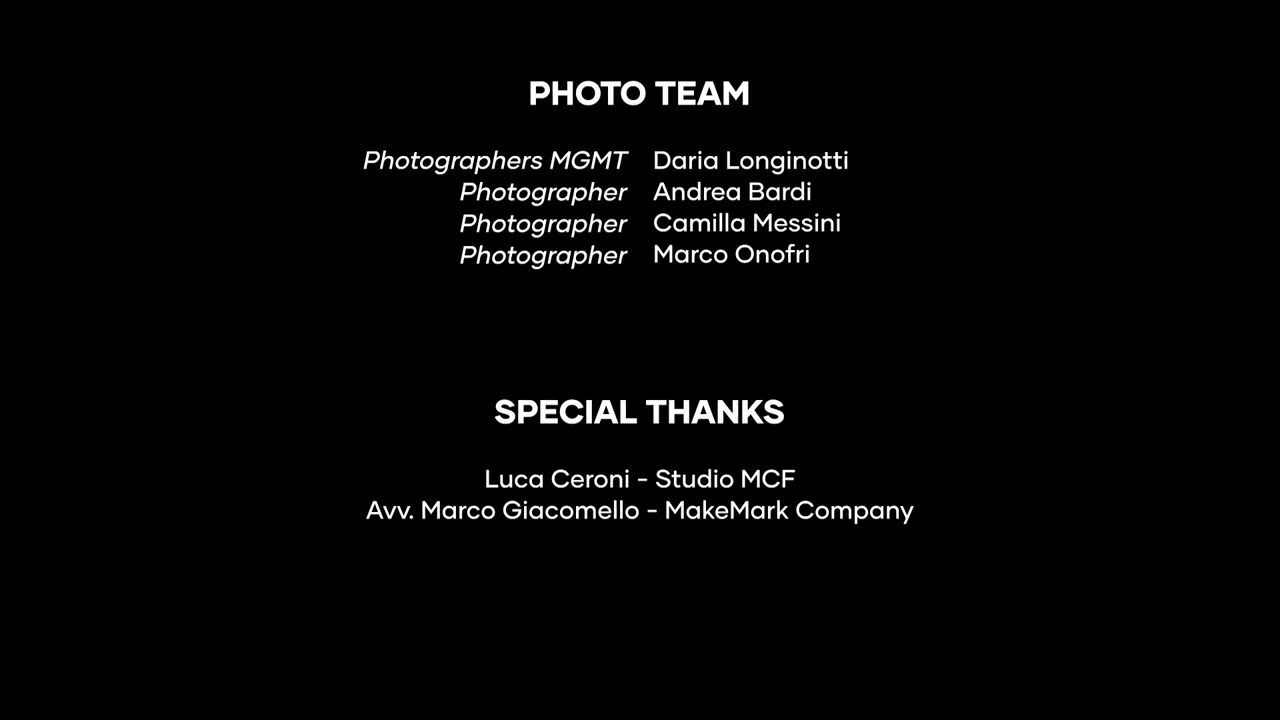 PHOTO TEAM
Photographers MGMT Daria Longinotti
Photographer Andrea Bardi
Photographer Camilla Messini
Photographer Marco Onofri
SPECIAL THANKS
Luca Ceroni - Studio MCF
Avv. Marco Giacomello - MakeMark Company